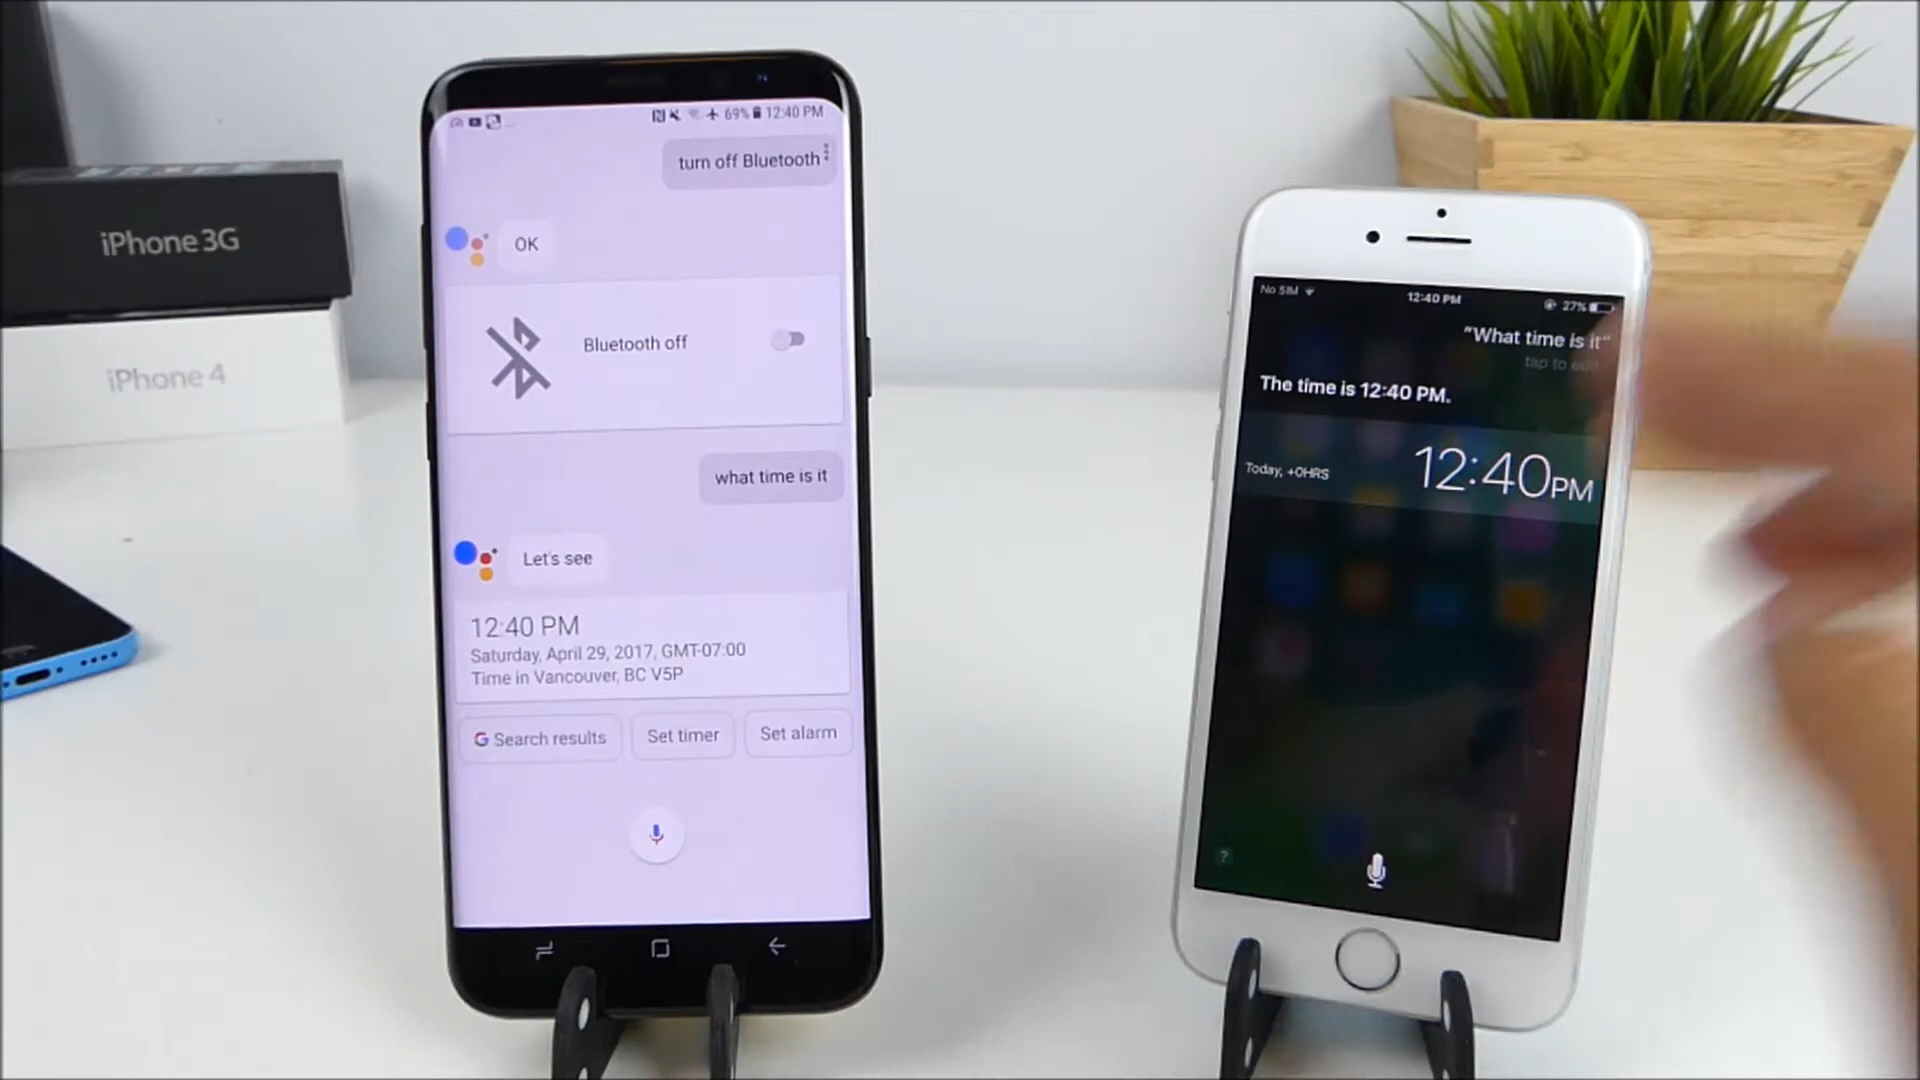 iPhone 3G
iPhone 4
69% 12:40 PM
turn off Bluetooth
OK
Bluetooth off
what time is it
Let's see
12:40 PM
Saturday, April 29, 2017, GMT-07:00
Time in Vancouver, BC V5P
G Search results
Set timer
Set alarm
No SIM 12:40 PM 27%
"What time is it"
tap to edit
The time is 12:40 PM.
Today, +0HRS
12:40PM
?